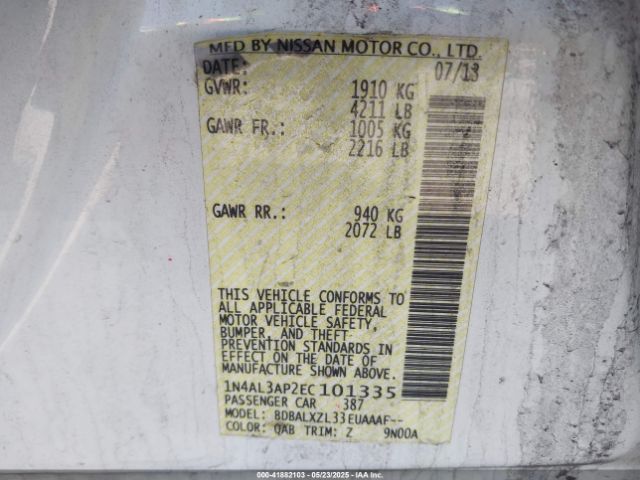 MFD BY NISSAN MOTOR CO., LTD.
DATE: 07/13
GVWR: 1910 KG
4211 LB
GAWR FR.: 1005 KG
2216 LB
GAWR RR.: 940 KG
2072 LB
THIS VEHICLE CONFORMS TO
ALL APPLICABLE FEDERAL
MOTOR VEHICLE SAFETY,
BUMPER, AND THEFT-
PREVENTION STANDARDS IN
EFFECT ON THE DATE OF
MANUFACTURE SHOWN ABOVE.
1N4AL3AP2EC101335
PASSENGER CAR 387
MODEL: BDBALXZL33EUAAAF--
COLOR: QAB TRIM: Z 9N00A
000-41882103 - 05/23/2025 - © IAA Holdings, LLC